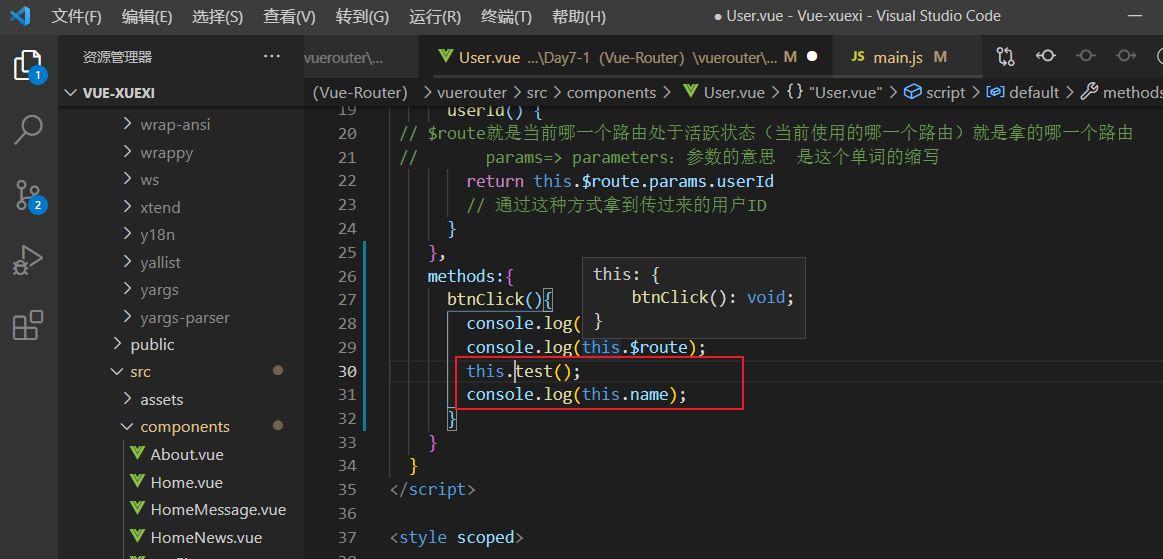 文件(F) 编辑(E) 选择(S) 查看(V) 转到(G) 运行(R) 终端(T) 帮助(H) ● User.vue - Vue-xuexi - Visual Studio Code
资源管理器 ···
vuerouter\... User.vue ...\Day7-1 (Vue-Router) \vuerouter\... M JS main.js M
VUE-XUEXI
(Vue-Router) > vuerouter > src > components > User.vue > {} "User.vue" > script > default > methods
wrap-ansi
wrappy
ws
xtend
y18n
yallist
yargs
yargs-parser
public
src
assets
components
About.vue
Home.vue
HomeMessage.vue
HomeNews.vue
1
2
19 userId() {
20 // $route就是当前哪一个路由处于活跃状态（当前使用的哪一个路由）就是拿的哪一个路由
21 // params=> parameters：参数的意思 是这个单词的缩写
22 return this.$route.params.userId
23 // 通过这种方式拿到传过来的用户ID
24 }
25 },
26 methods:{
27 btnClick(){
28 console.log(
29 console.log(this.$route);
30 this.test();
31 console.log(this.name);
32 }
33 }
34 }
35 </script>
36
37 <style scoped>
this: {
btnClick(): void;
}